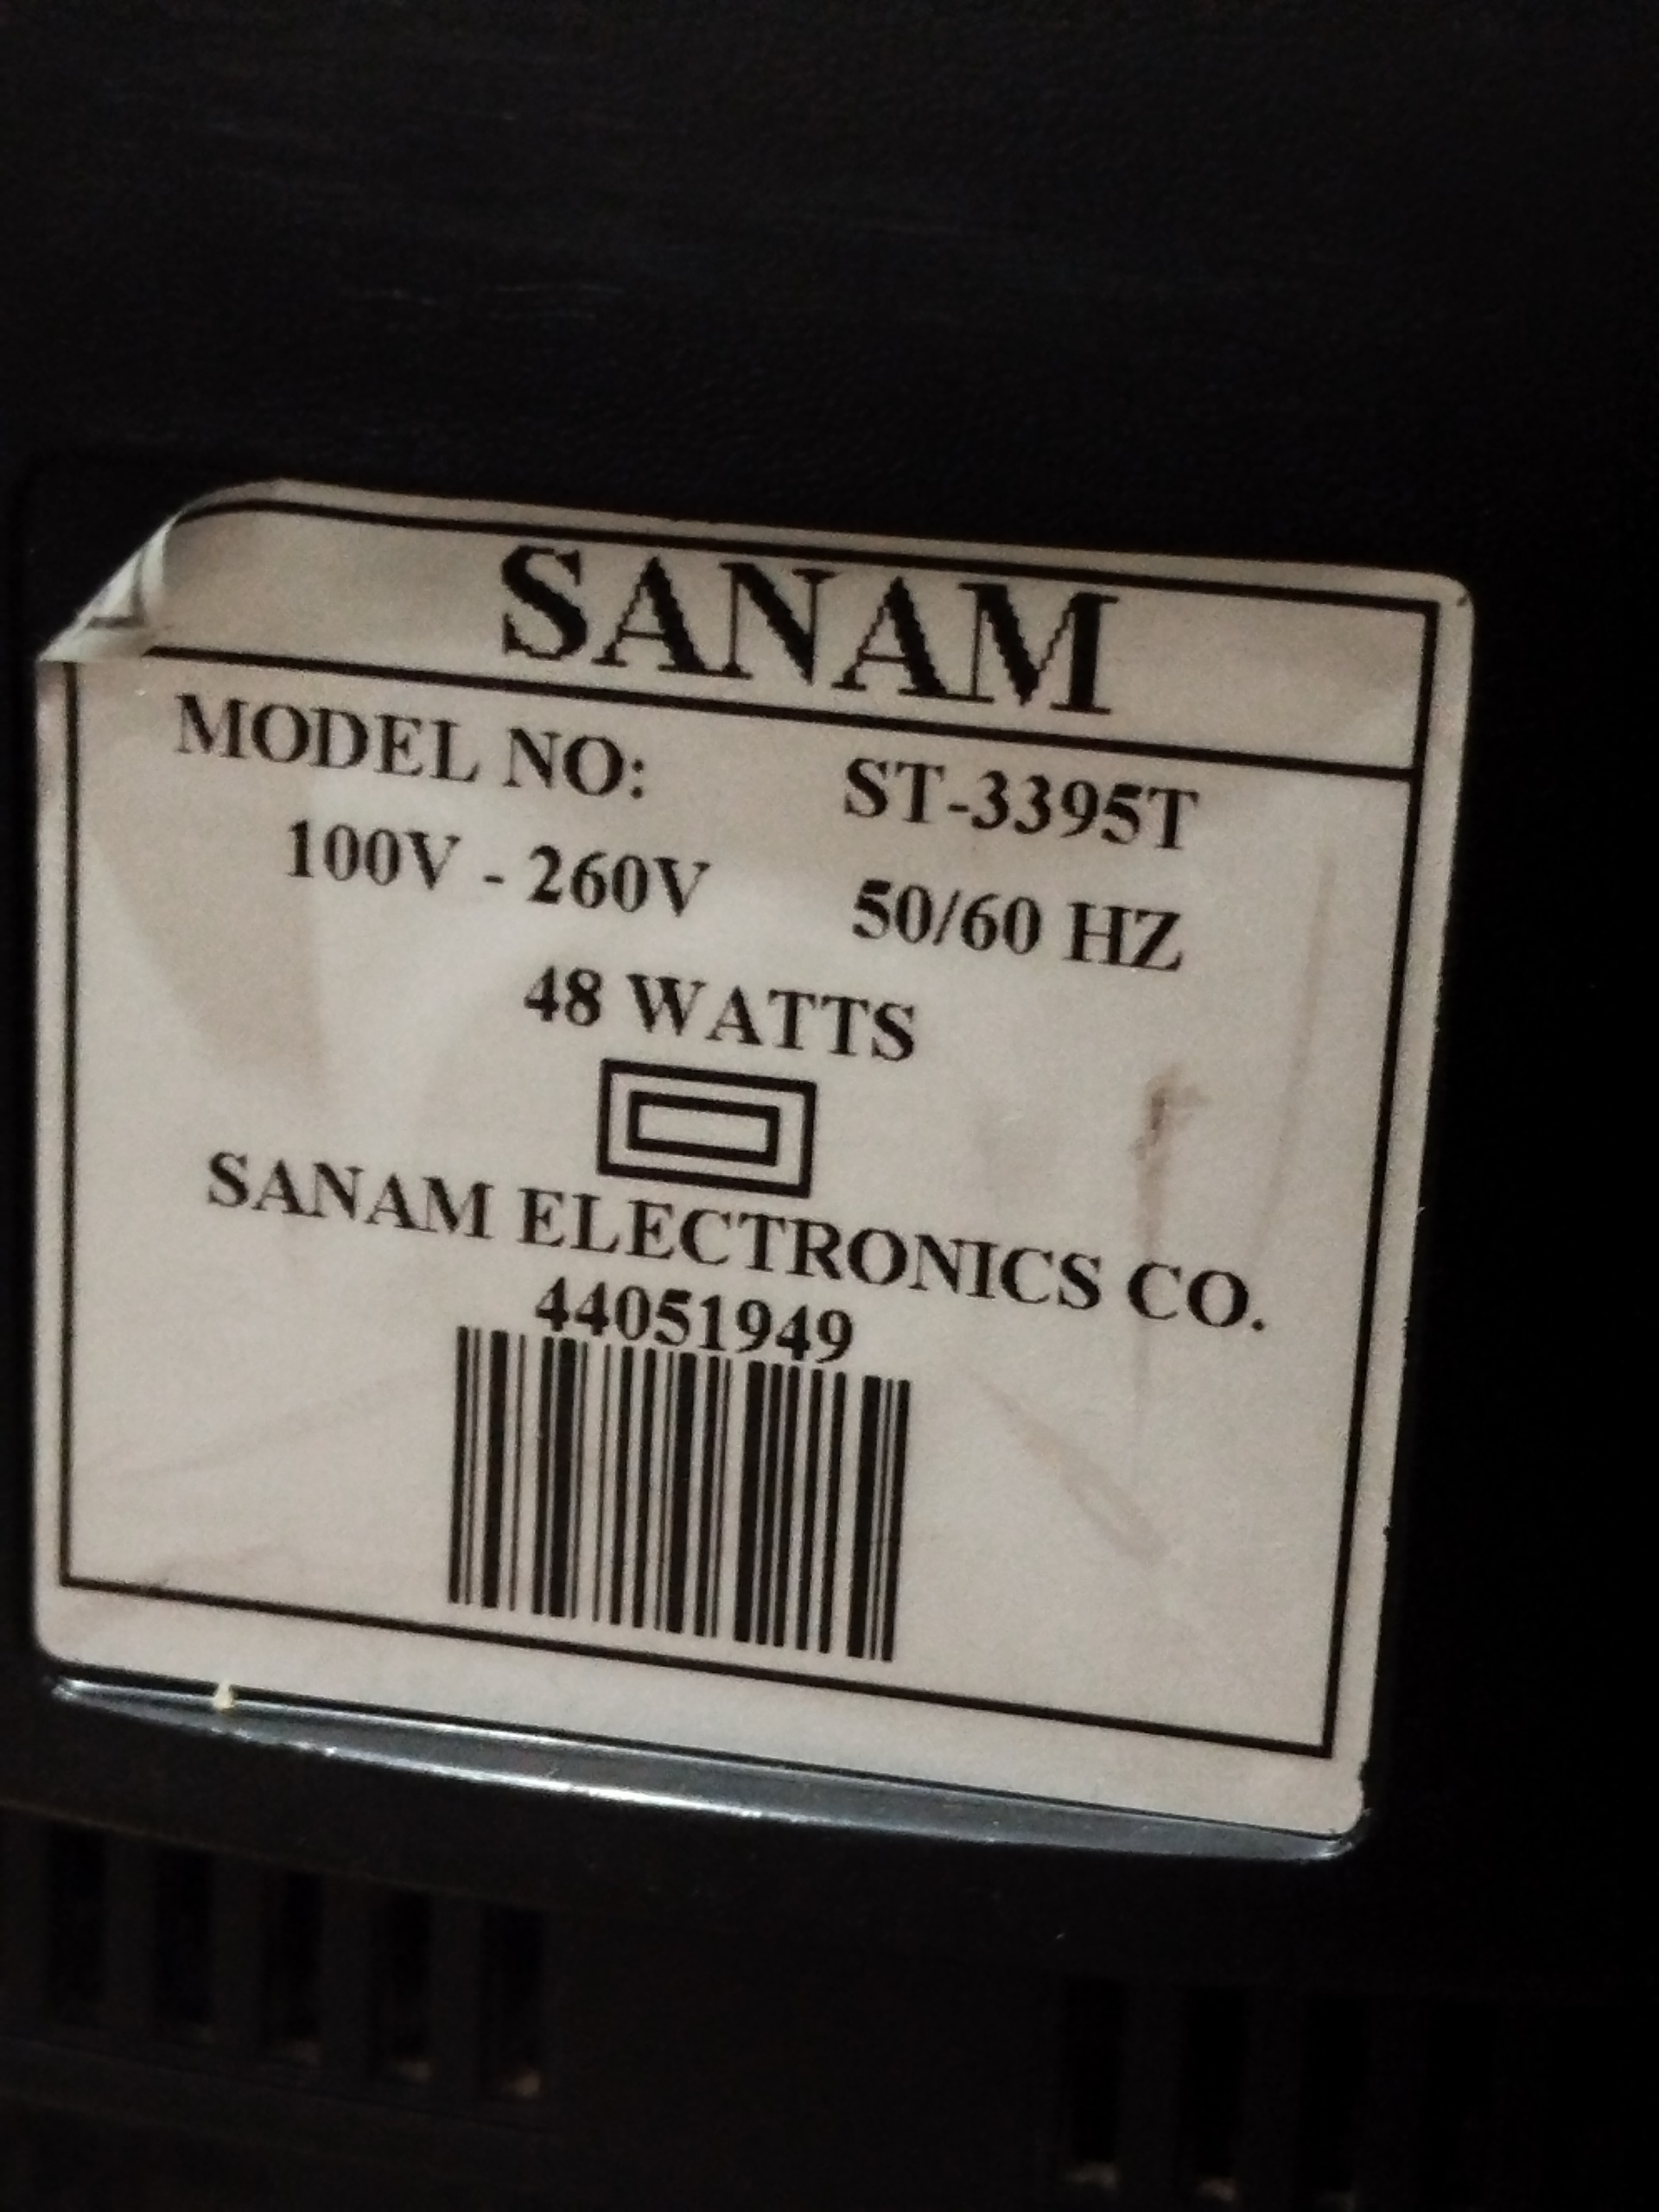 SANAM
MODEL NO: ST-3395T
100V - 260V 50/60 HZ
48 WATTS
SANAM ELECTRONICS CO.
44051949